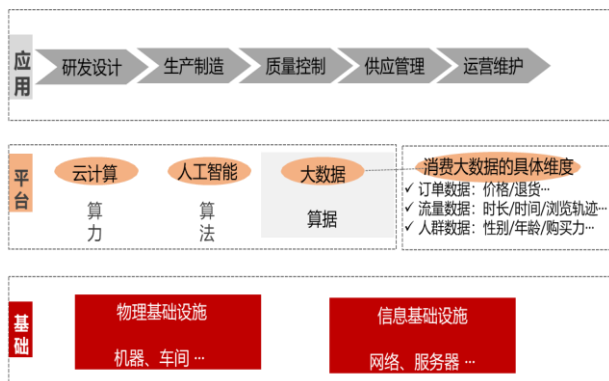 应用
研发设计
生产制造
质量控制
供应管理
运营维护
平台
云计算
人工智能
大数据
算力
算法
算据
消费大数据的具体维度
✓ 订单数据：价格/退货…
✓ 流量数据：时长/时间/浏览轨迹…
✓ 人群数据：性别/年龄/购买力…
基础
物理基础设施
机器、车间 …
信息基础设施
网络、服务器 …